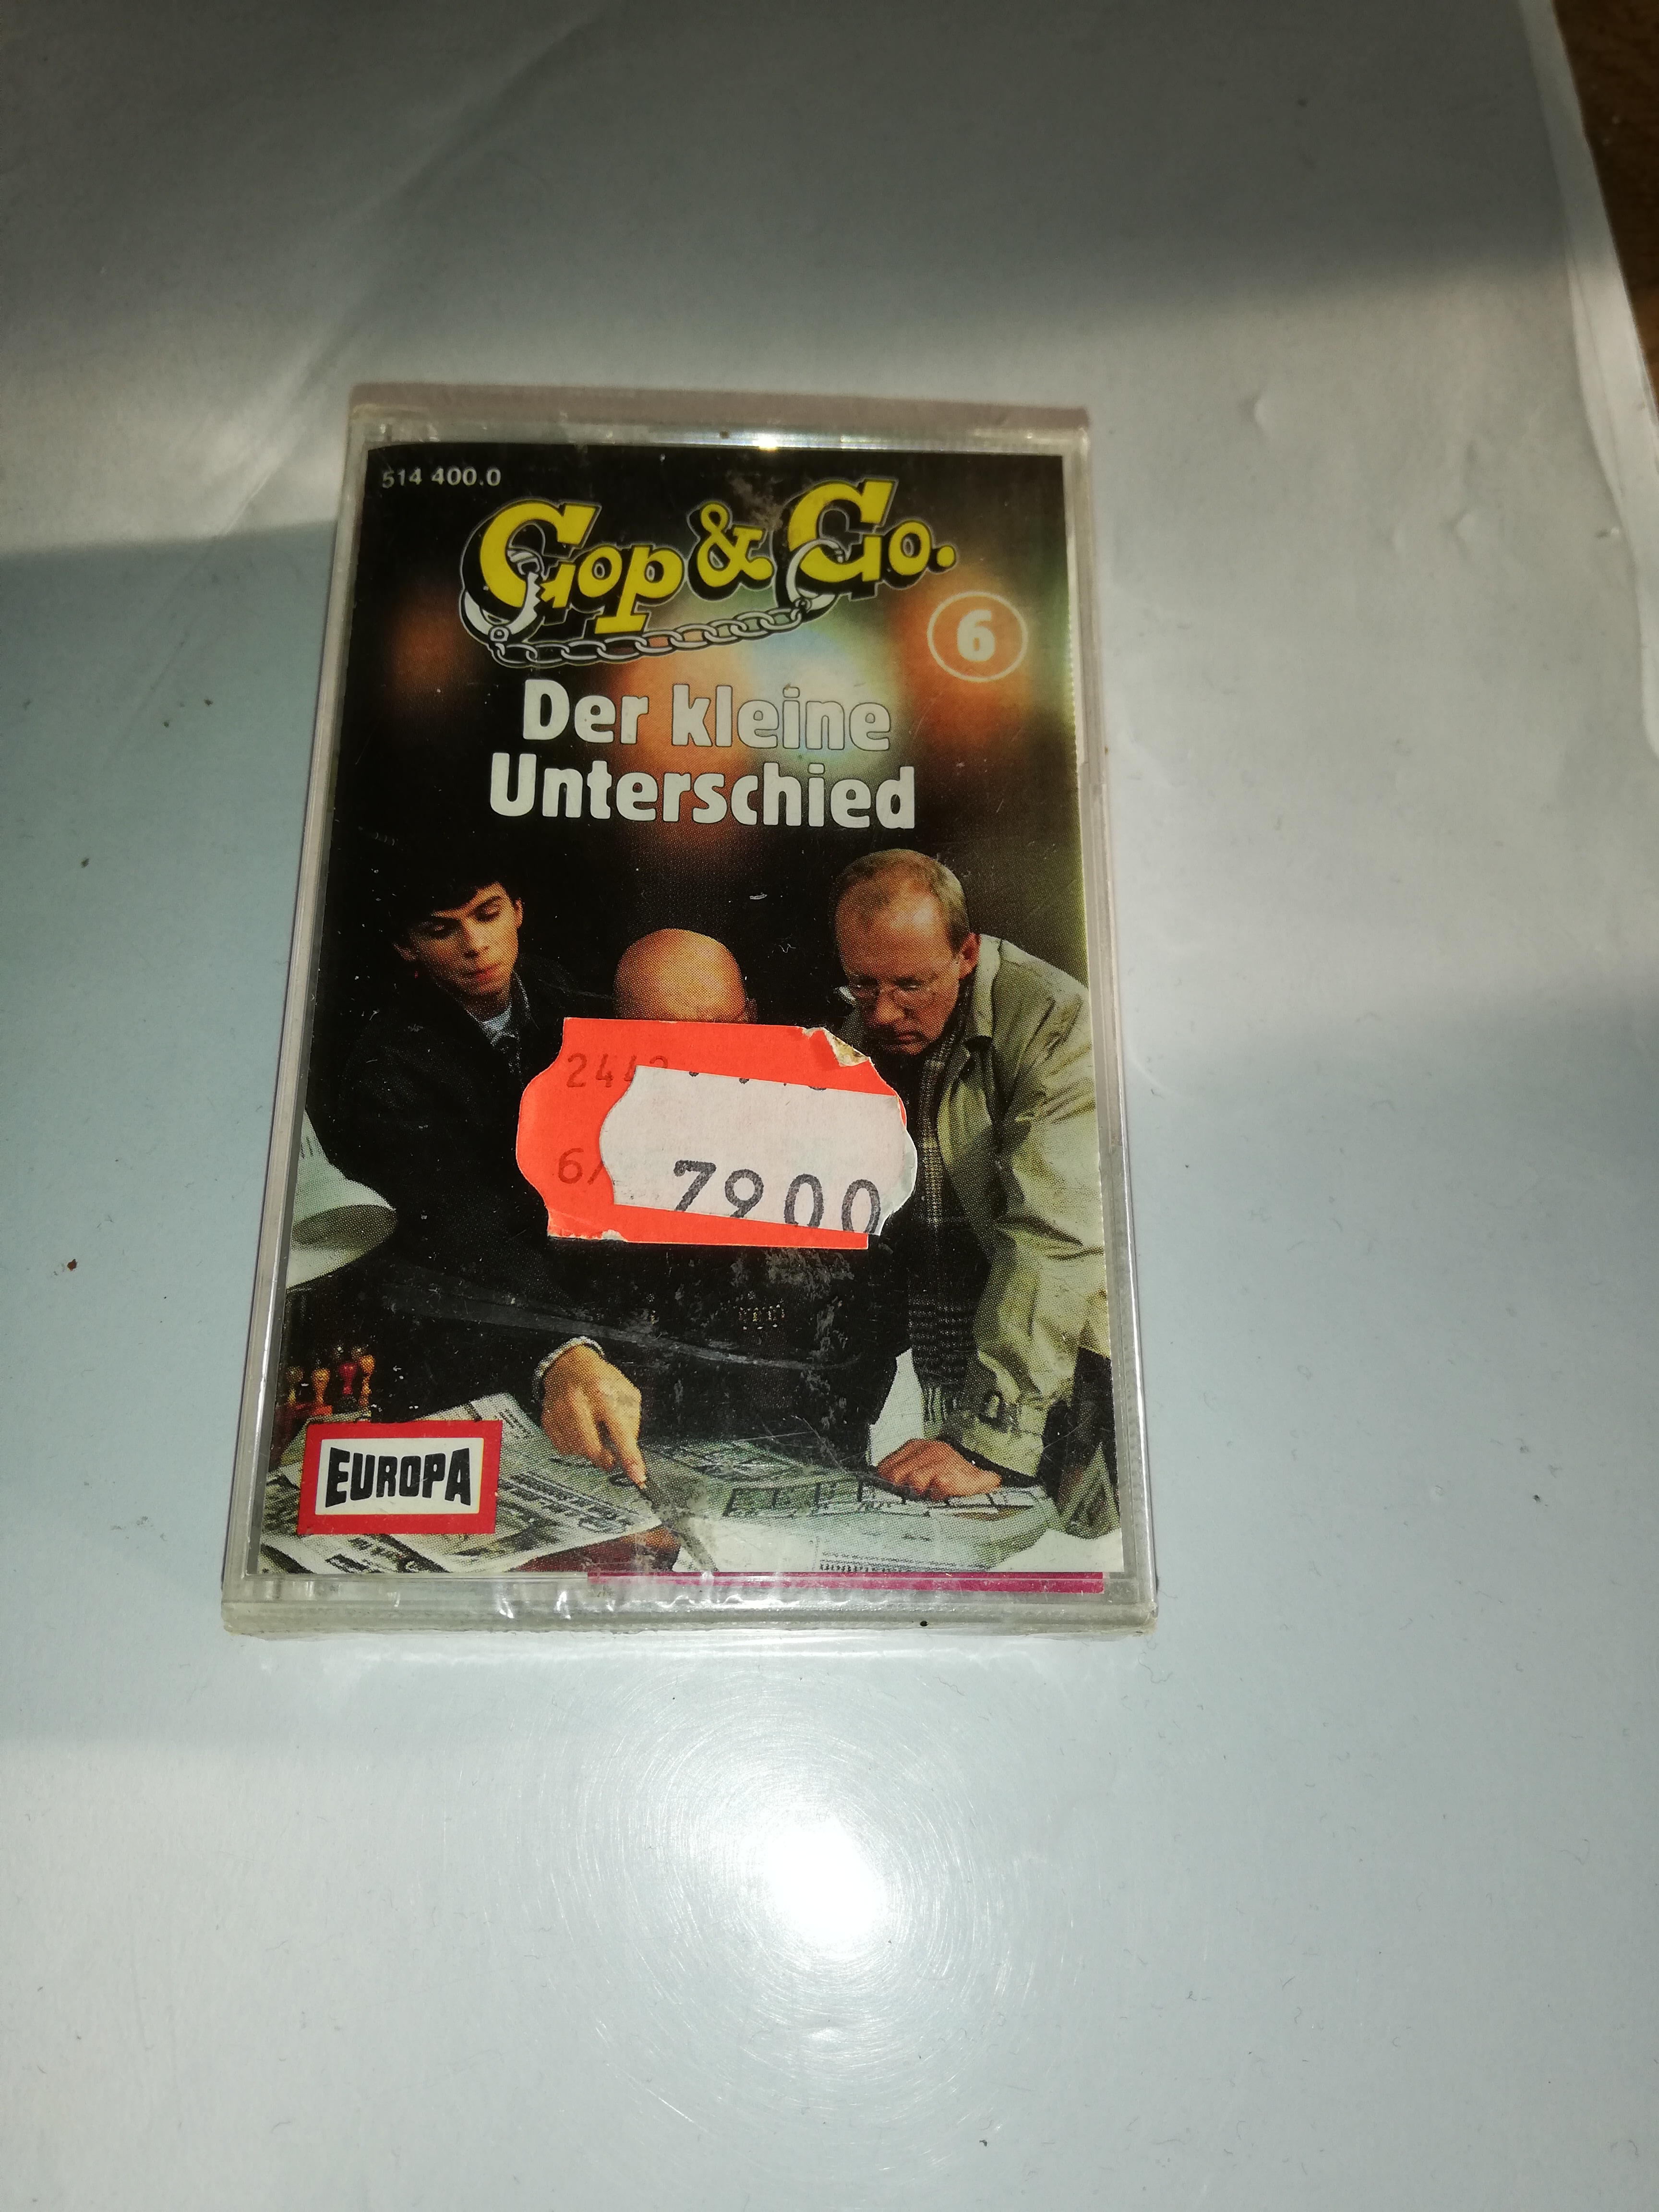 514 400.0
Cop & Co.
6
Der kleine
Unterschied
7900
EUROPA